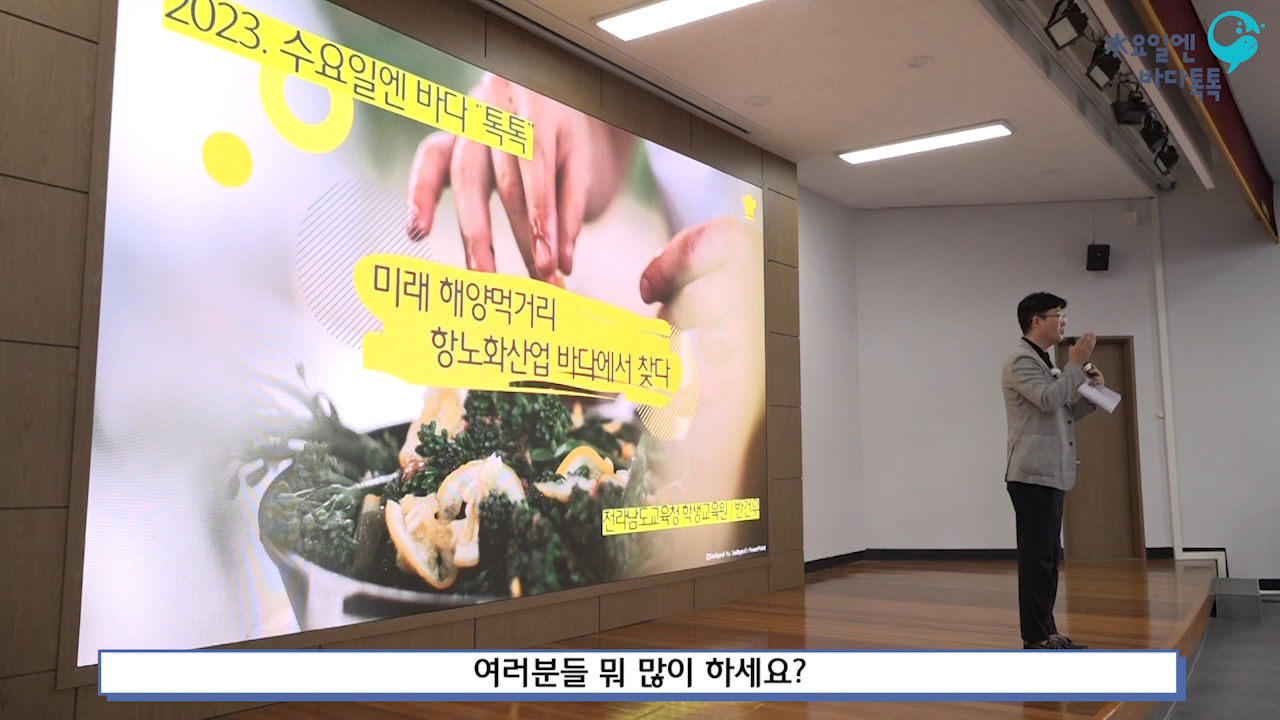 2023. 수요일엔 바다 "톡톡"
水요일엔
바다톡톡
미래 해양먹거리
항노화산업 바다에서 찾다
전라남도교육청 학생교육원 / 반건우
여러분들 뭐 많이 하세요?